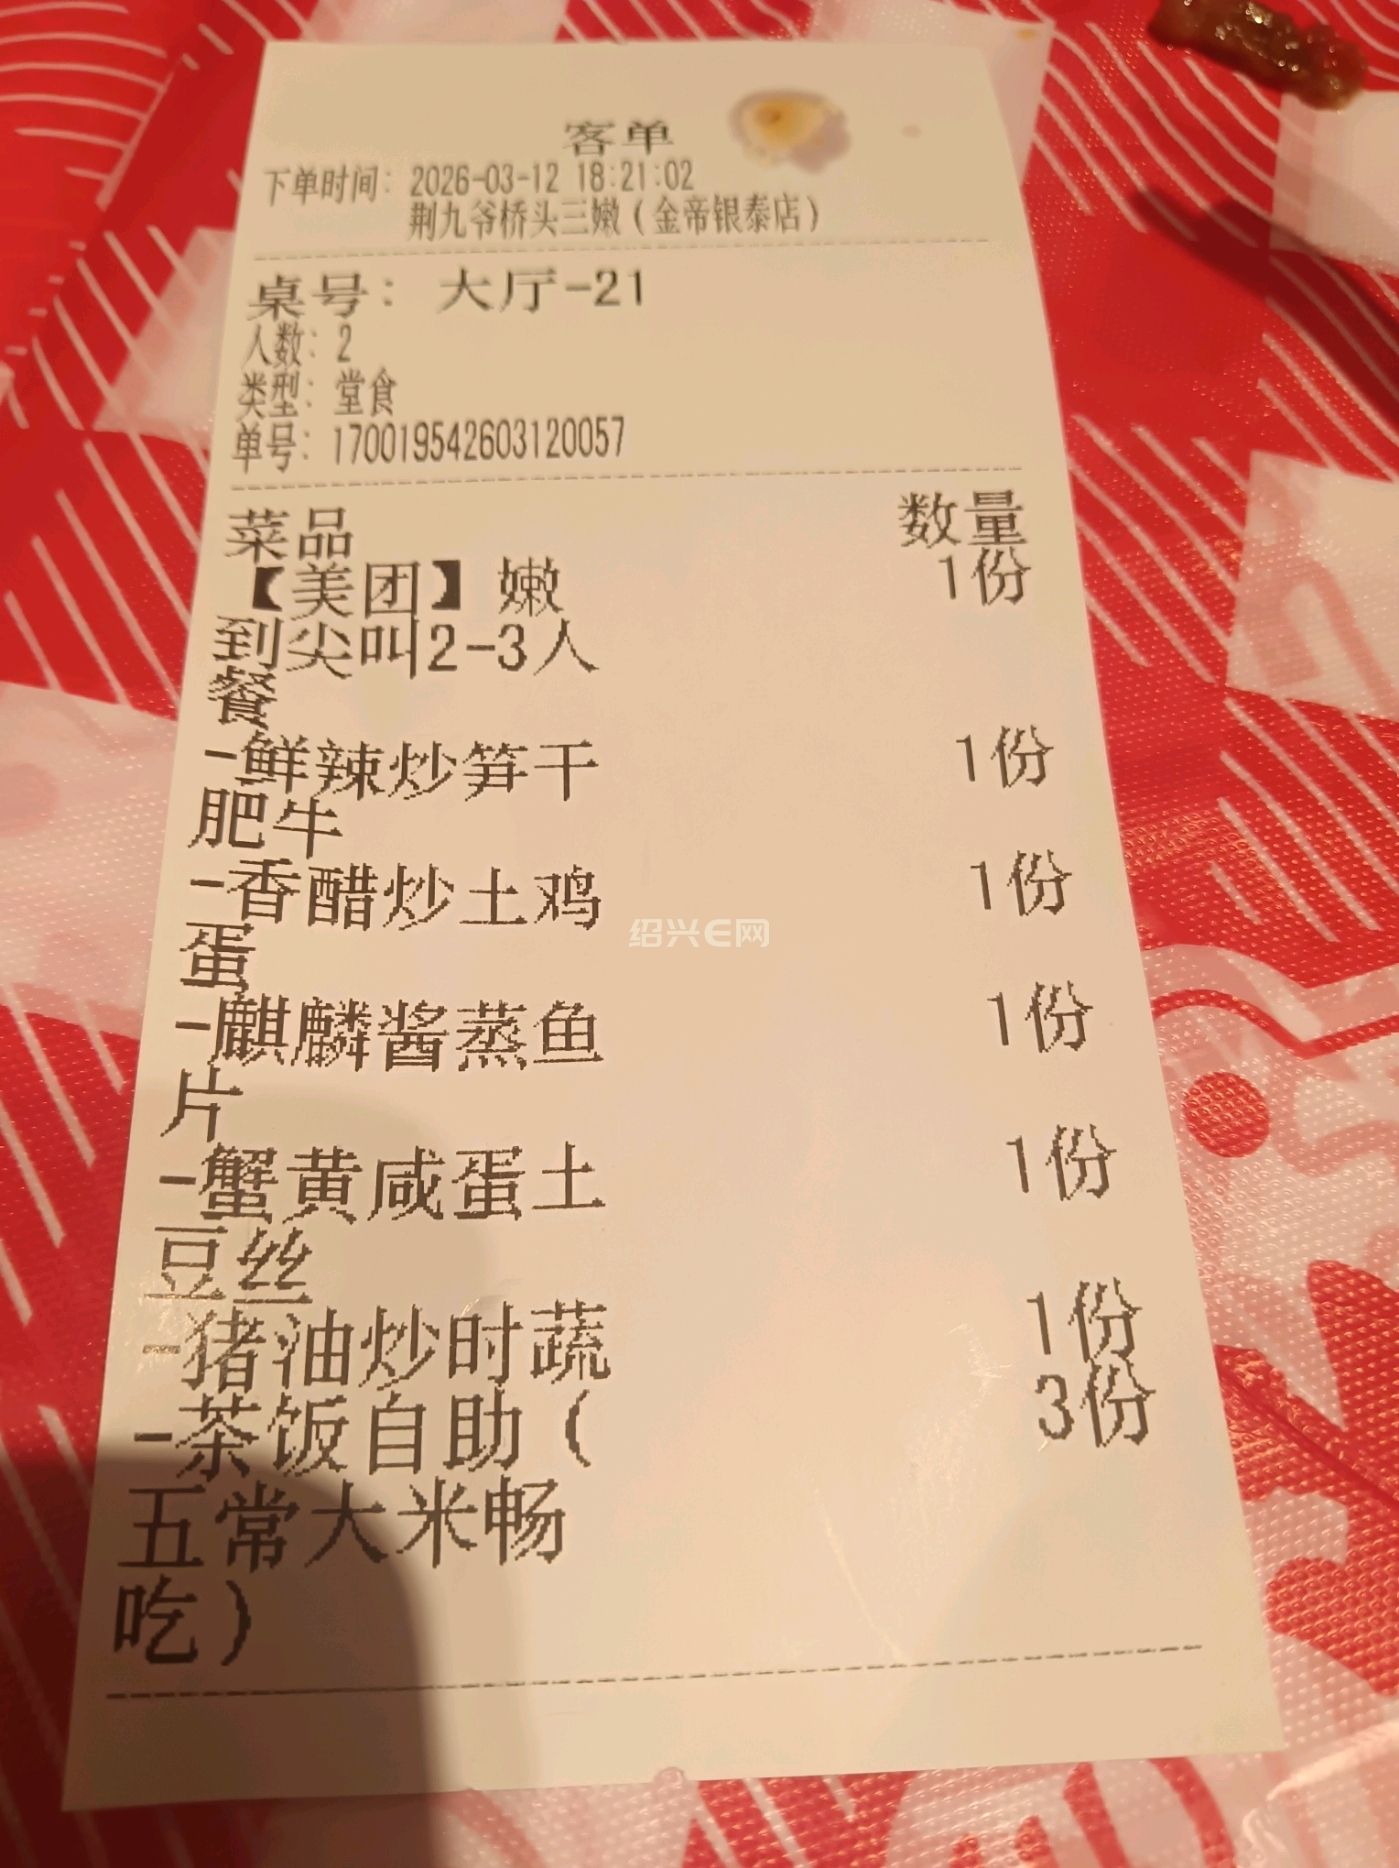 客单
下单时间：2026-03-12 18:21:02
荆九爷桥头三嫩（金帝银泰店）
桌号：大厅-21
人数：2
类型：堂食
单号：170019542603120057
菜品 数量
【美团】嫩 1份
到尖叫2-3人
餐
-鲜辣炒笋干 1份
肥牛
-香醋炒土鸡 1份
蛋
-麒麟酱蒸鱼 1份
片
-蟹黄咸蛋土 1份
豆丝
-猪油炒时蔬 1份
-茶饭自助（ 3份
五常大米畅
吃）
绍兴E网